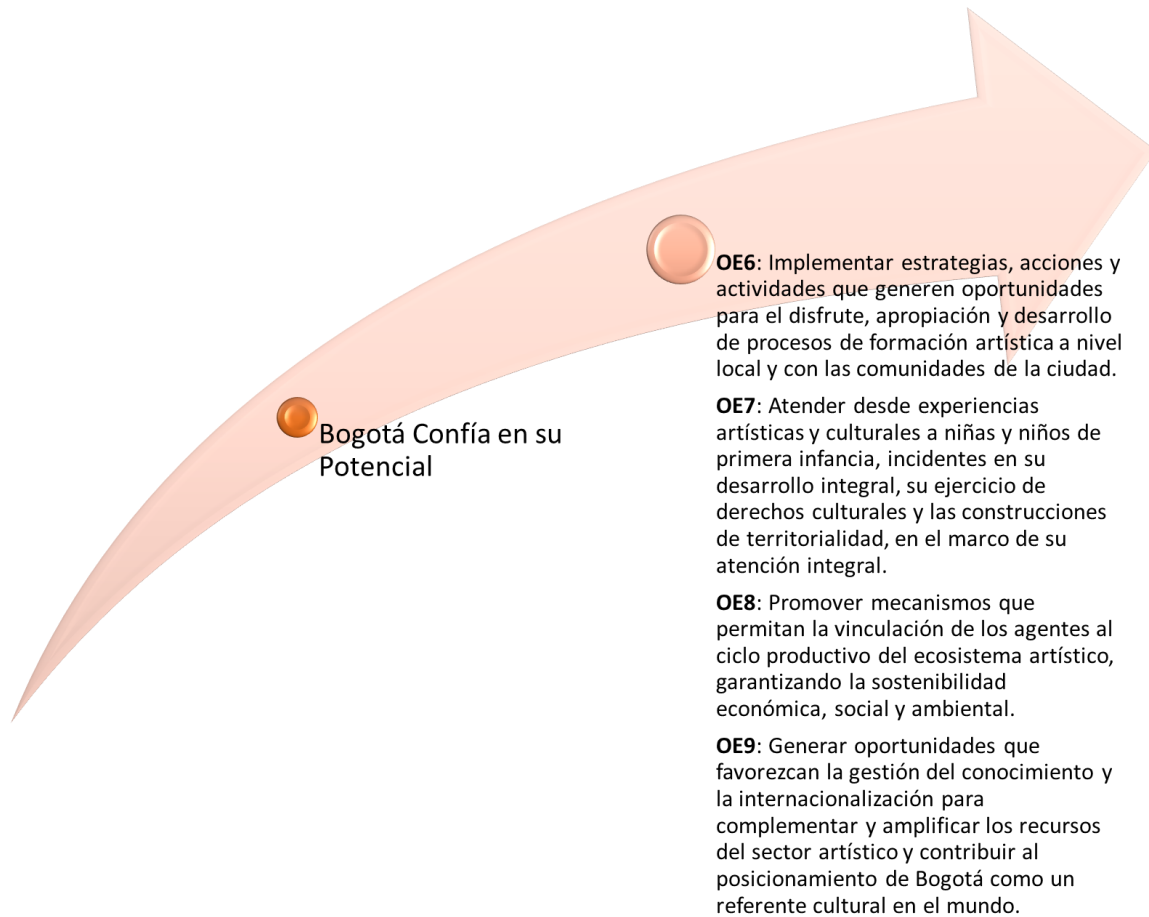 Bogotá Confía en su
Potencial
OE6: Implementar estrategias, acciones y
actividades que generen oportunidades
para el disfrute, apropiación y desarrollo
de procesos de formación artística a nivel
local y con las comunidades de la ciudad.
OE7: Atender desde experiencias
artísticas y culturales a niñas y niños de
primera infancia, incidentes en su
desarrollo integral, su ejercicio de
derechos culturales y las construcciones
de territorialidad, en el marco de su
atención integral.
OE8: Promover mecanismos que
permitan la vinculación de los agentes al
ciclo productivo del ecosistema artístico,
garantizando la sostenibilidad
económica, social y ambiental.
OE9: Generar oportunidades que
favorezcan la gestión del conocimiento y
la internacionalización para
complementar y amplificar los recursos
del sector artístico y contribuir al
posicionamiento de Bogotá como un
referente cultural en el mundo.